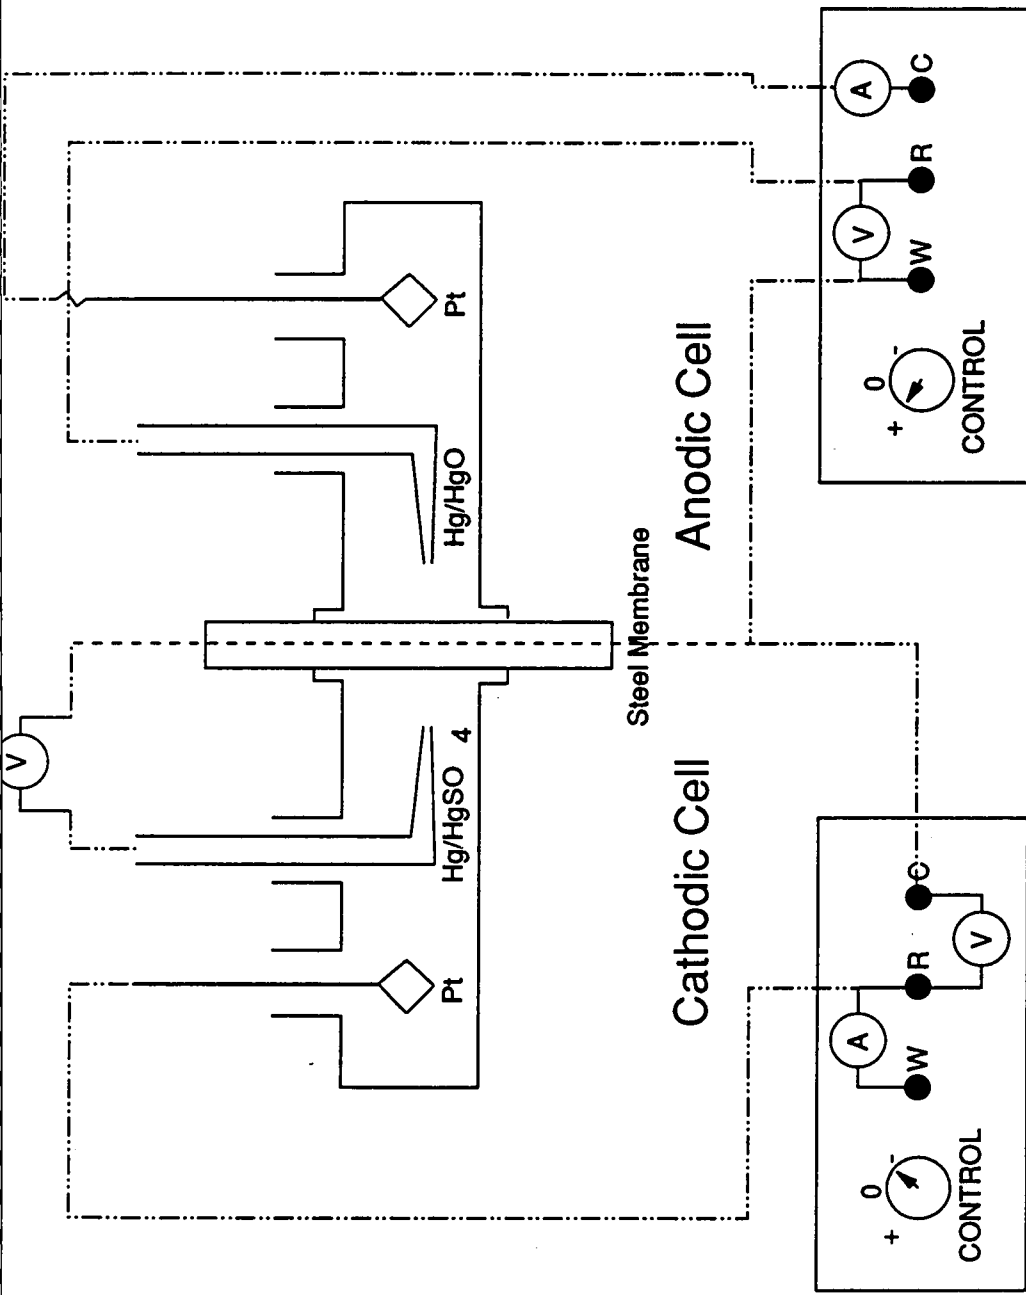 V
Pt
Hg/HgSO 4
Hg/HgO
Pt
Steel Membrane
Cathodic Cell
Anodic Cell
A
+ 0 -
W R C
V
CONTROL
V A
+ 0 -
W R C
CONTROL